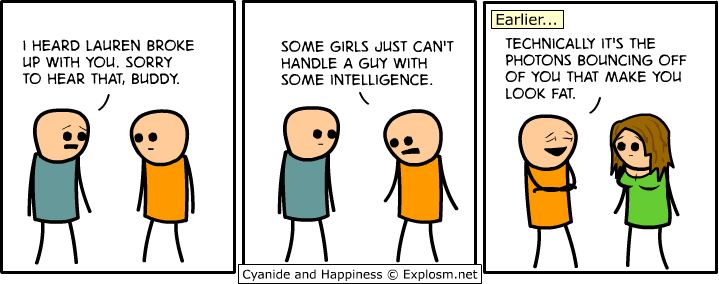 I HEARD LAUREN BROKE
UP WITH YOU. SORRY
TO HEAR THAT, BUDDY.
SOME GIRLS JUST CAN'T
HANDLE A GUY WITH
SOME INTELLIGENCE.
Earlier...
TECHNICALLY IT'S THE
PHOTONS BOUNCING OFF
OF YOU THAT MAKE YOU
LOOK FAT.
Cyanide and Happiness © Explosm.net